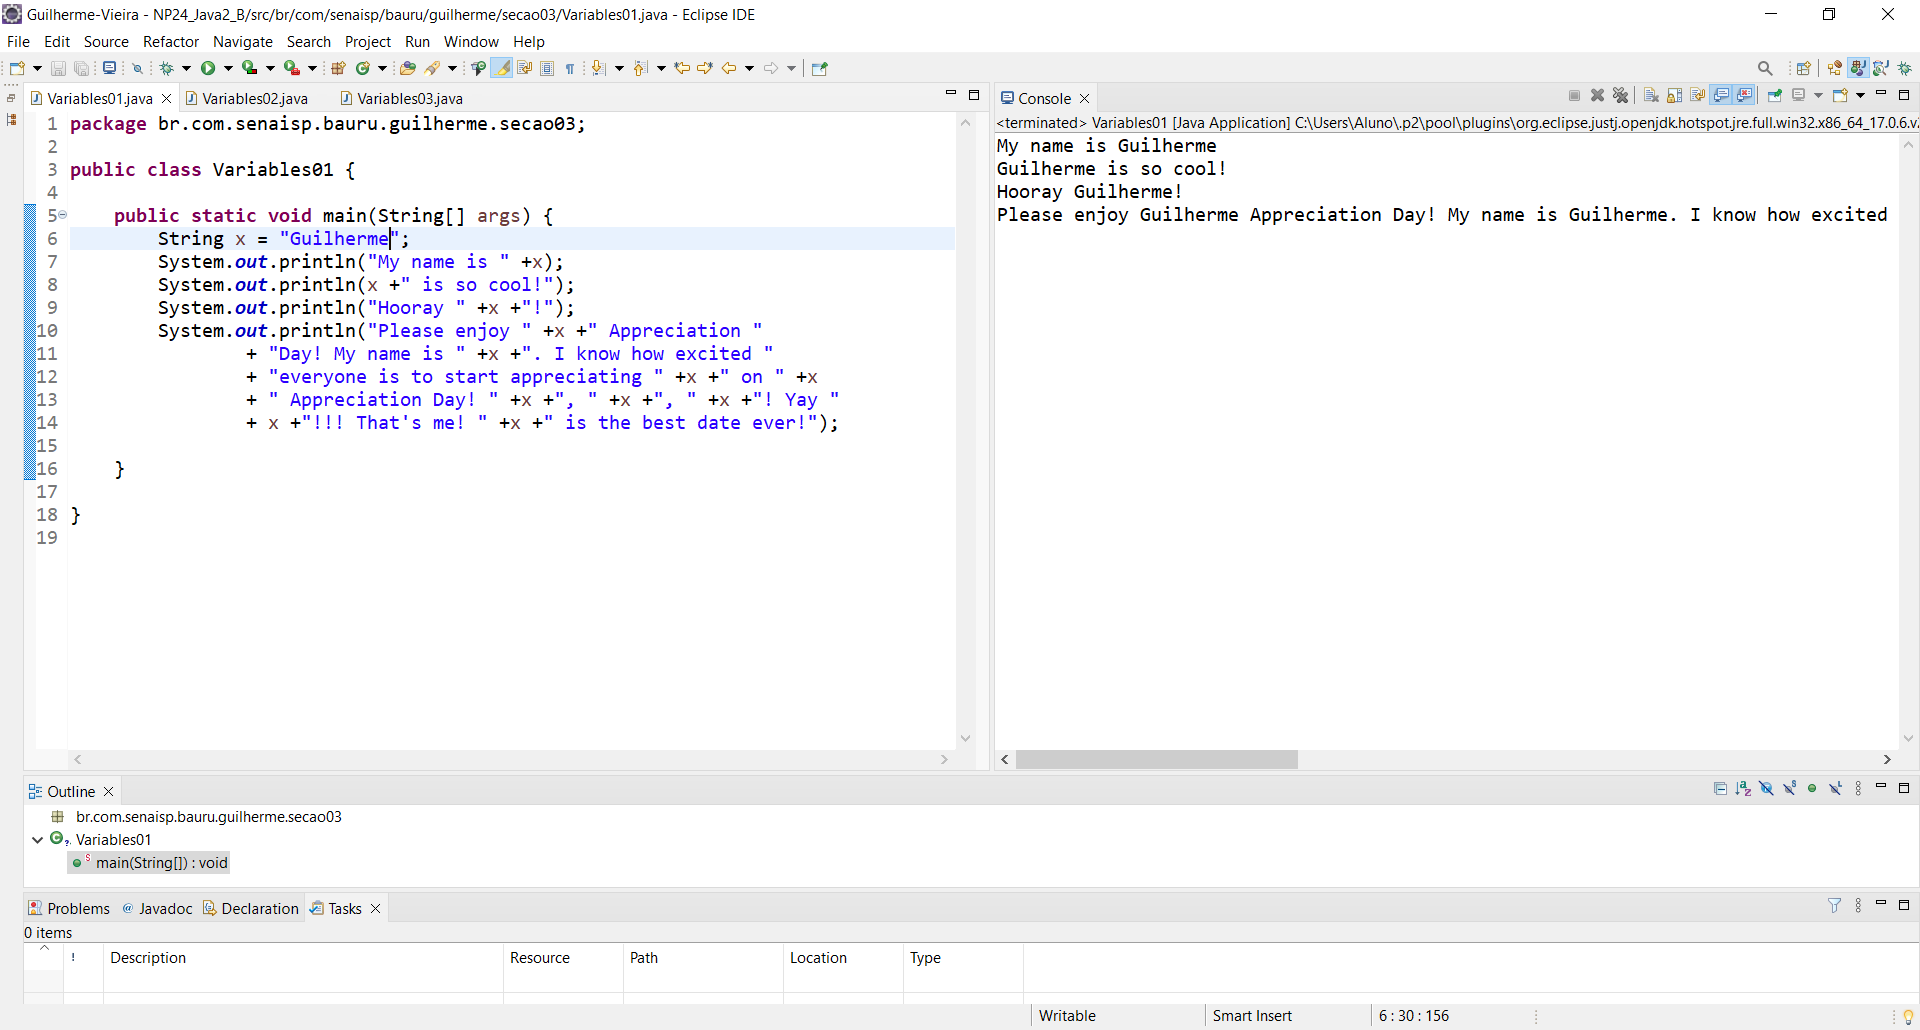 Guilherme-Vieira - NP24_Java2_B/src/br/com/senaisp/bauru/guilherme/secao03/Variables01.java - Eclipse IDE
File Edit Source Refactor Navigate Search Project Run Window Help
Variables01.java Variables02.java Variables03.java
1 package br.com.senaisp.bauru.guilherme.secao03;
2
3 public class Variables01 {
4
5 public static void main(String[] args) {
6 String x = "Guilherme";
7 System.out.println("My name is " +x);
8 System.out.println(x +" is so cool!");
9 System.out.println("Hooray " +x +"!");
10 System.out.println("Please enjoy " +x +" Appreciation "
11 + "Day! My name is " +x +". I know how excited "
12 + "everyone is to start appreciating " +x +" on " +x
13 + " Appreciation Day! " +x +", " +x +", " +x +"! Yay "
14 + x +"!!! That's me! " +x +" is the best date ever!");
15
16 }
17
18 }
19
Console
<terminated> Variables01 [Java Application] C:\Users\Aluno\.p2\pool\plugins\org.eclipse.justj.openjdk.hotspot.jre.full.win32.x86_64_17.0.6.v
My name is Guilherme
Guilherme is so cool!
Hooray Guilherme!
Please enjoy Guilherme Appreciation Day! My name is Guilherme. I know how excited
Outline
br.com.senaisp.bauru.guilherme.secao03
Variables01
main(String[]) : void
Problems Javadoc Declaration Tasks
0 items
! Description Resource Path Location Type
Writable Smart Insert 6 : 30 : 156